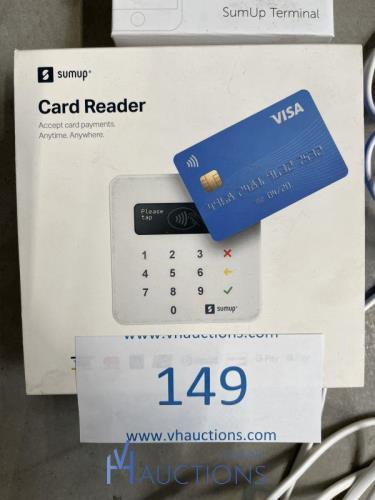 SumUp Terminal
sumup®
Card Reader
Accept card payments.
Anytime. Anywhere.
VISA
Please
tap
1 2 3
4 5 6
7 8 9
0
sumup®
www.vhauctions.com
149
www.vhauctions.com
AUCTIONS